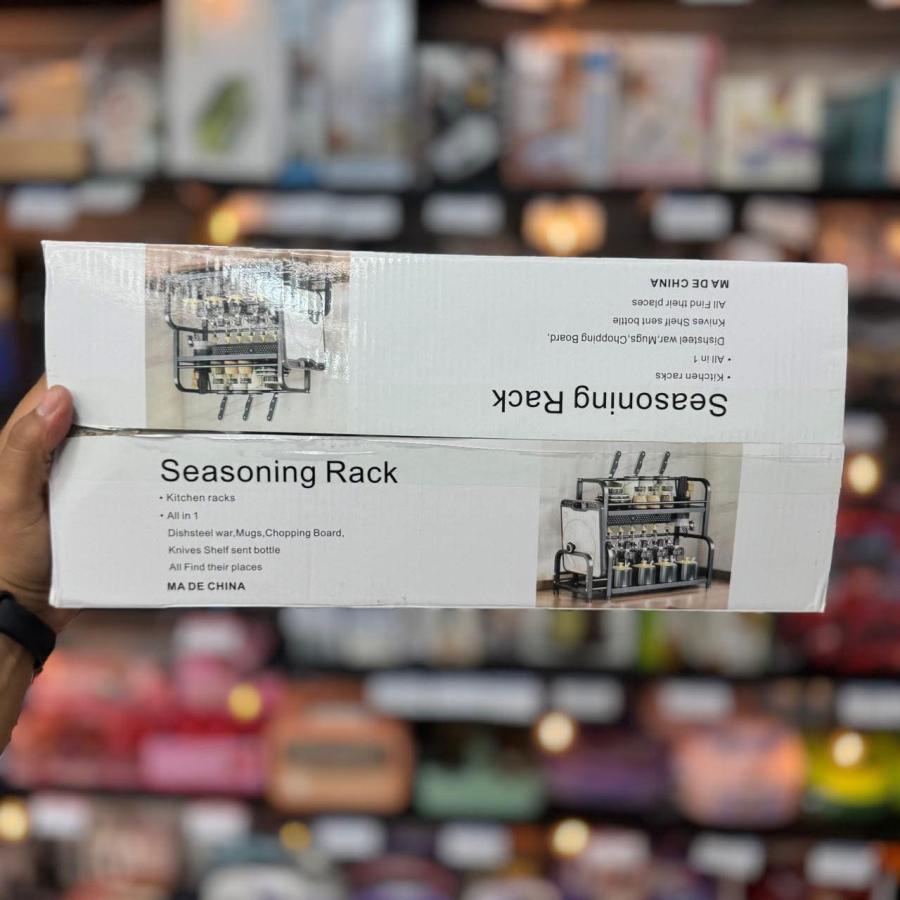 Seasoning Rack
• Kitchen racks
• All in 1
Dishsteel war,Mugs,Chopping Board,
Knives Shelf sent bottle
All Find their places
MADE CHINA
Seasoning Rack
• Kitchen racks
• All in 1
Dishsteel war,Mugs,Chopping Board,
Knives Shelf sent bottle
All Find their places
MA DE CHINA